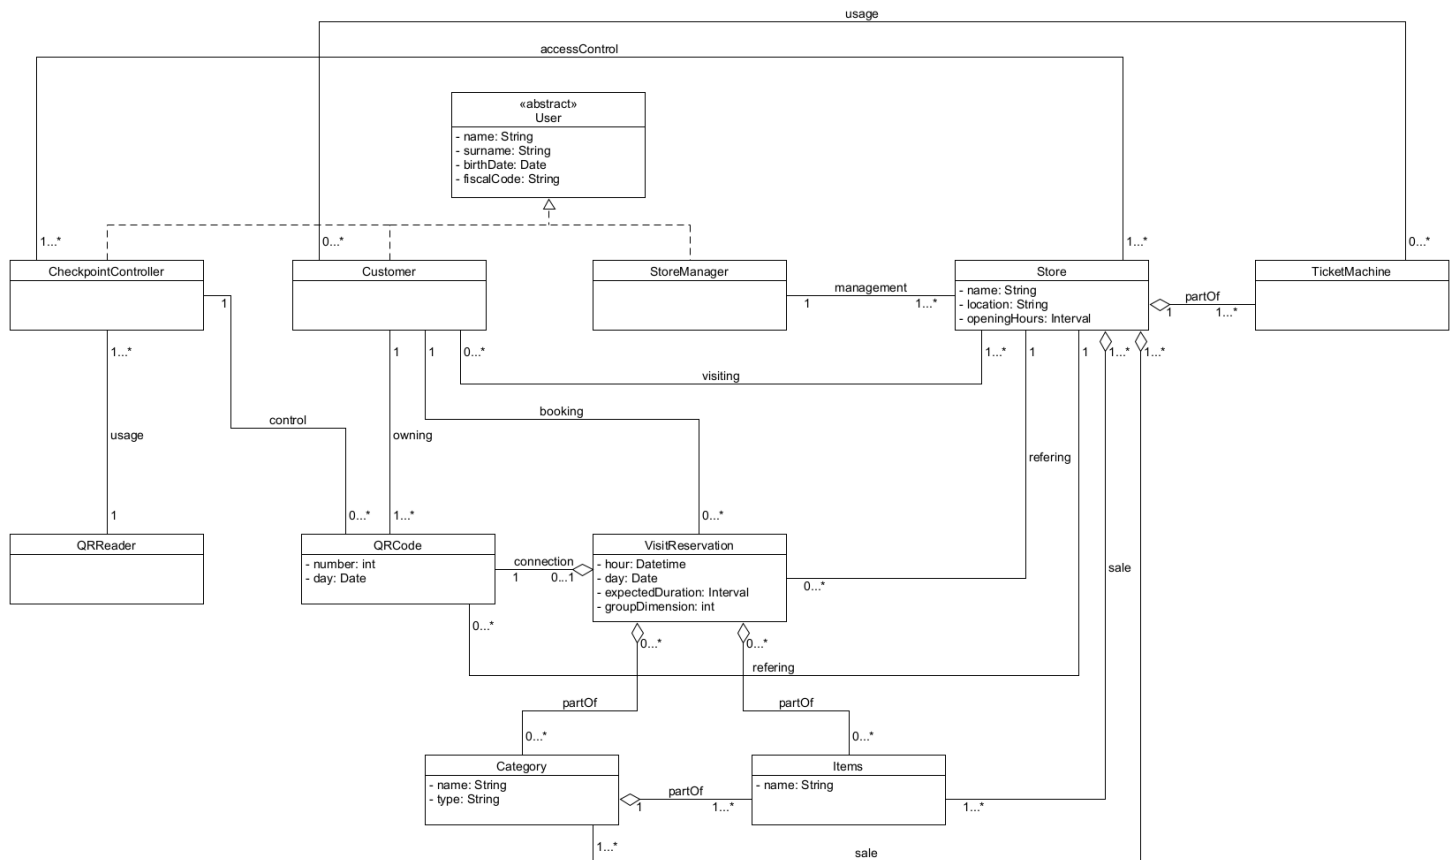 usage
accessControl
«abstract»
User
- name: String
- surname: String
- birthDate: Date
- fiscalCode: String
1...*
0...*
1...*
0...*
CheckpointController
Customer
StoreManager
Store
TicketMachine
- name: String
- location: String
- openingHours: Interval
management
1
1...*
partOf
1
1...*
1
1...*
1
1
0...*
1...*
1
1
1...*
1...*
visiting
booking
control
owning
usage
refering
1
0...*
1...*
0...*
QRReader
QRCode
- number: int
- day: Date
connection
1
0...1
VisitReservation
- hour: Datetime
- day: Date
- expectedDuration: Interval
- groupDimension: int
sale
0...*
0...*
0...*
0...*
refering
partOf
partOf
0...*
0...*
Category
- name: String
- type: String
partOf
1
1...*
Items
- name: String
1...*
1...*
sale